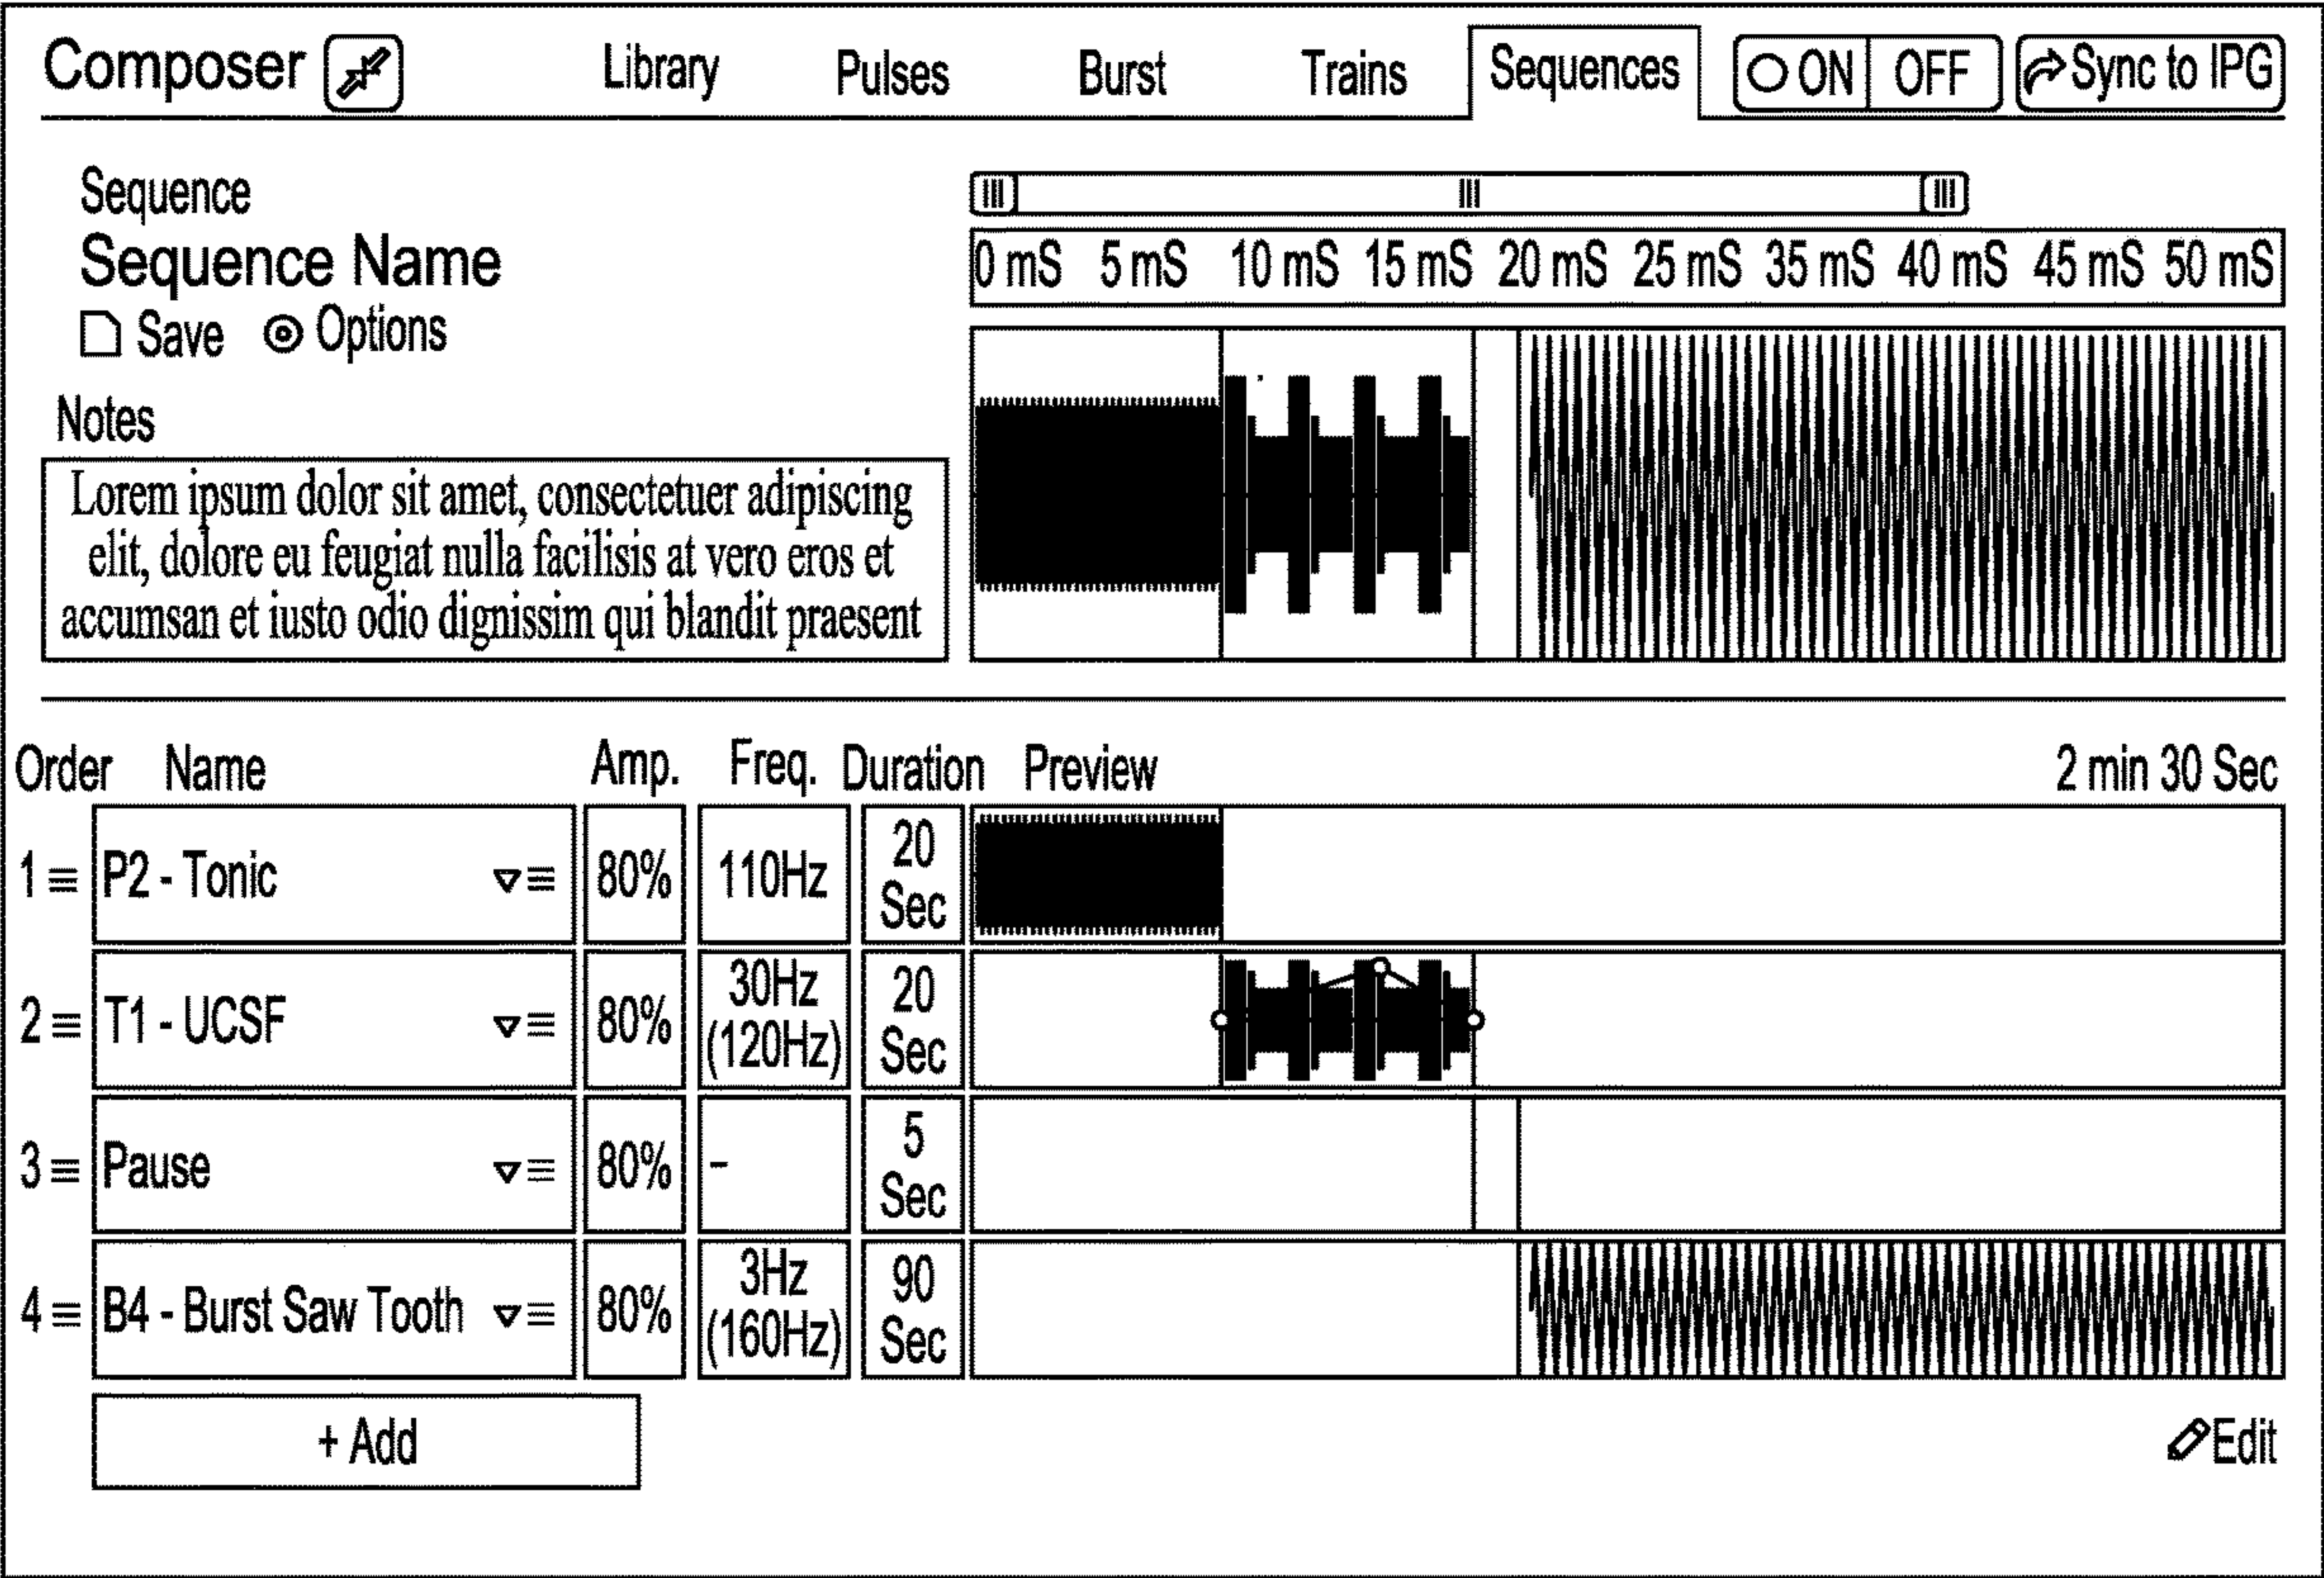 Composer Library Pulses Burst Trains Sequences ON OFF Sync to IPG
Sequence
Sequence Name
Save Options
0 mS 5 mS 10 mS 15 mS 20 mS 25 mS 35 mS 40 mS 45 mS 50 mS
Notes
Lorem ipsum dolor sit amet, consectetuer adipiscing
elit, dolore eu feugiat nulla facilisis at vero eros et
accumsan et iusto odio dignissim qui blandit praesent
Order Name Amp. Freq. Duration Preview 2 min 30 Sec
1 P2 - Tonic 80% 110Hz 20 Sec
2 T1 - UCSF 80% 30Hz (120Hz) 20 Sec
3 Pause 80% – 5 Sec
4 B4 - Burst Saw Tooth 80% 3Hz (160Hz) 90 Sec
+ Add
Edit